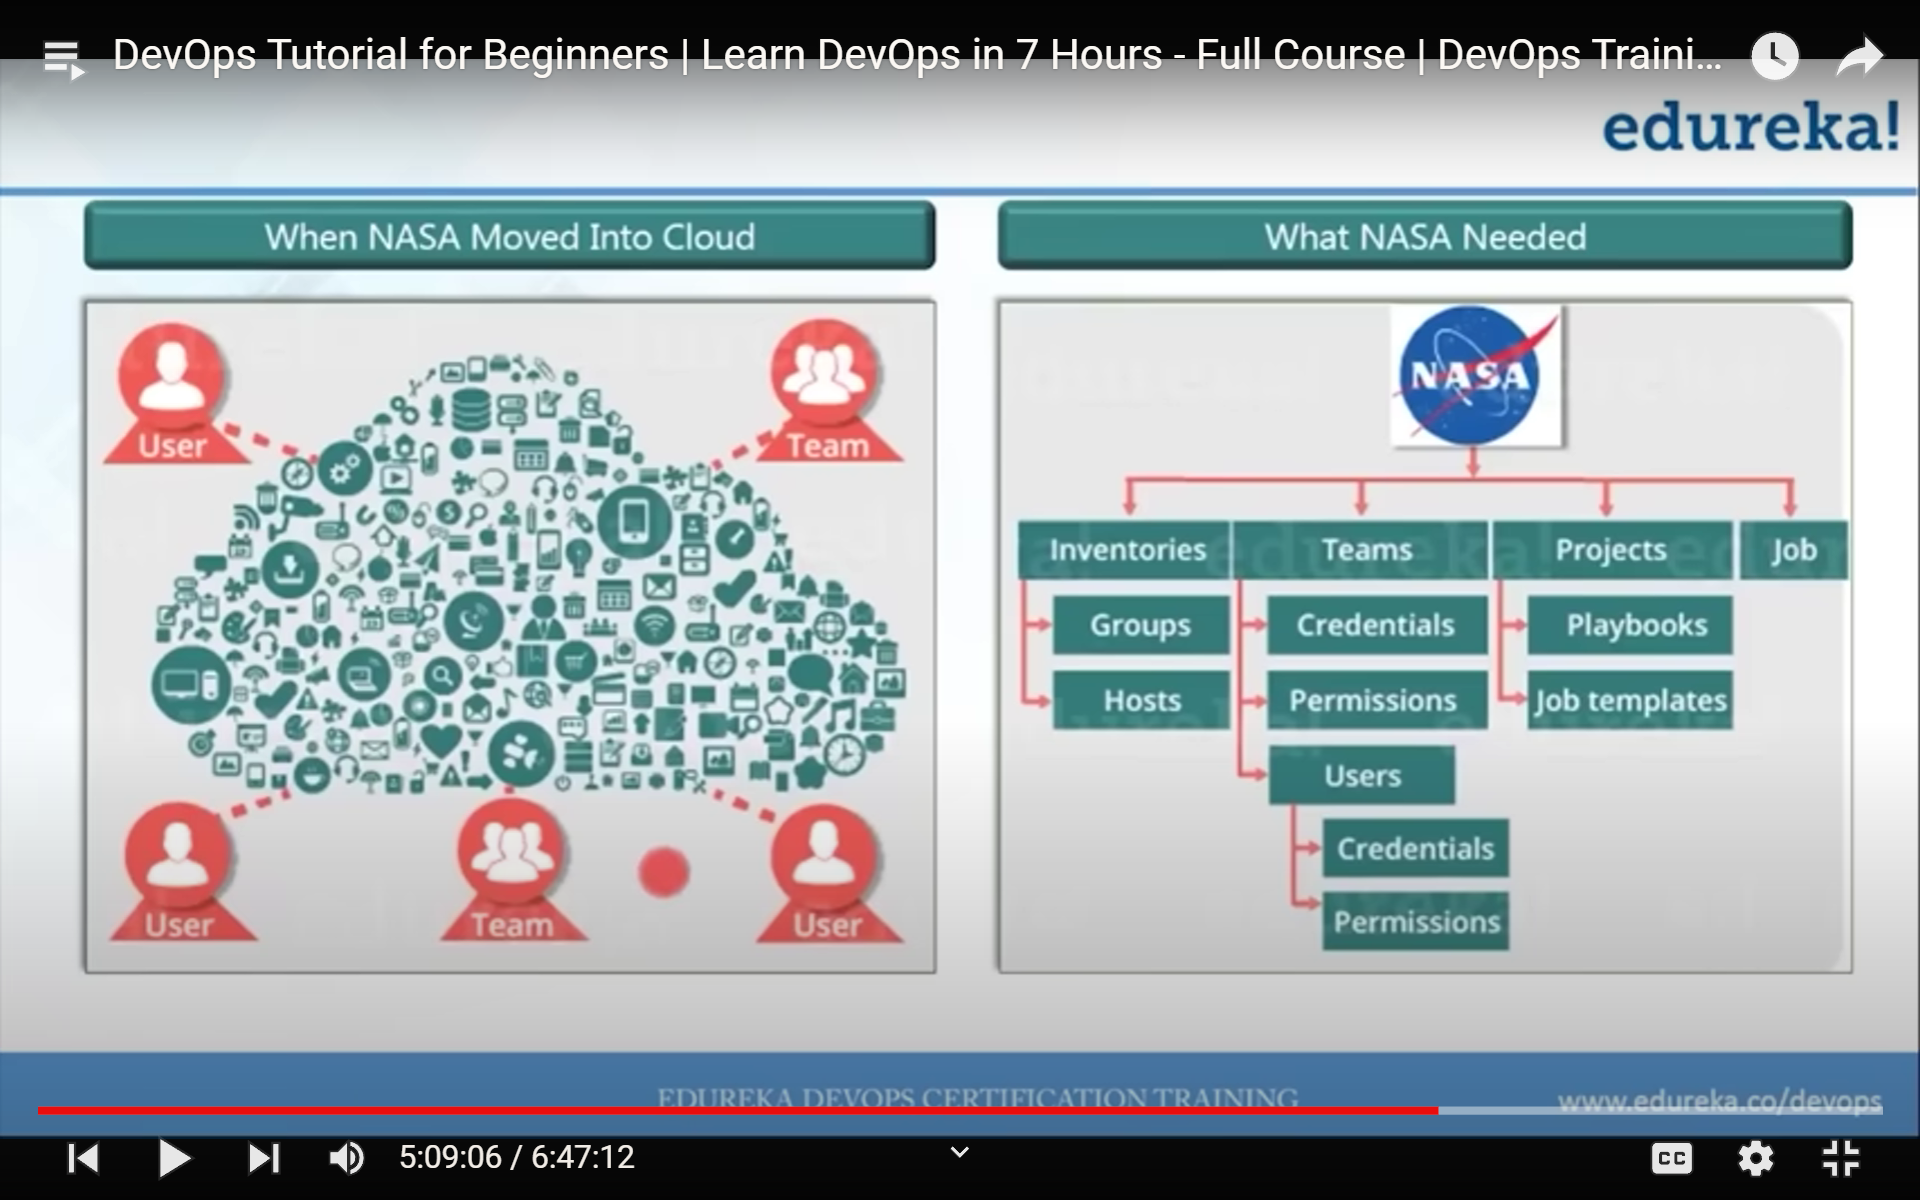 DevOps Tutorial for Beginners | Learn DevOps in 7 Hours - Full Course | DevOps Traini...
edureka!
When NASA Moved Into Cloud
What NASA Needed
User
Team
User
Team
User
NASA
Inventories
Teams
Projects
Job
Groups
Credentials
Playbooks
Hosts
Permissions
Job templates
Users
Credentials
Permissions
EDUREKA DEVOPS CERTIFICATION TRAINING
www.edureka.co/devops
5:09:06 / 6:47:12
CC